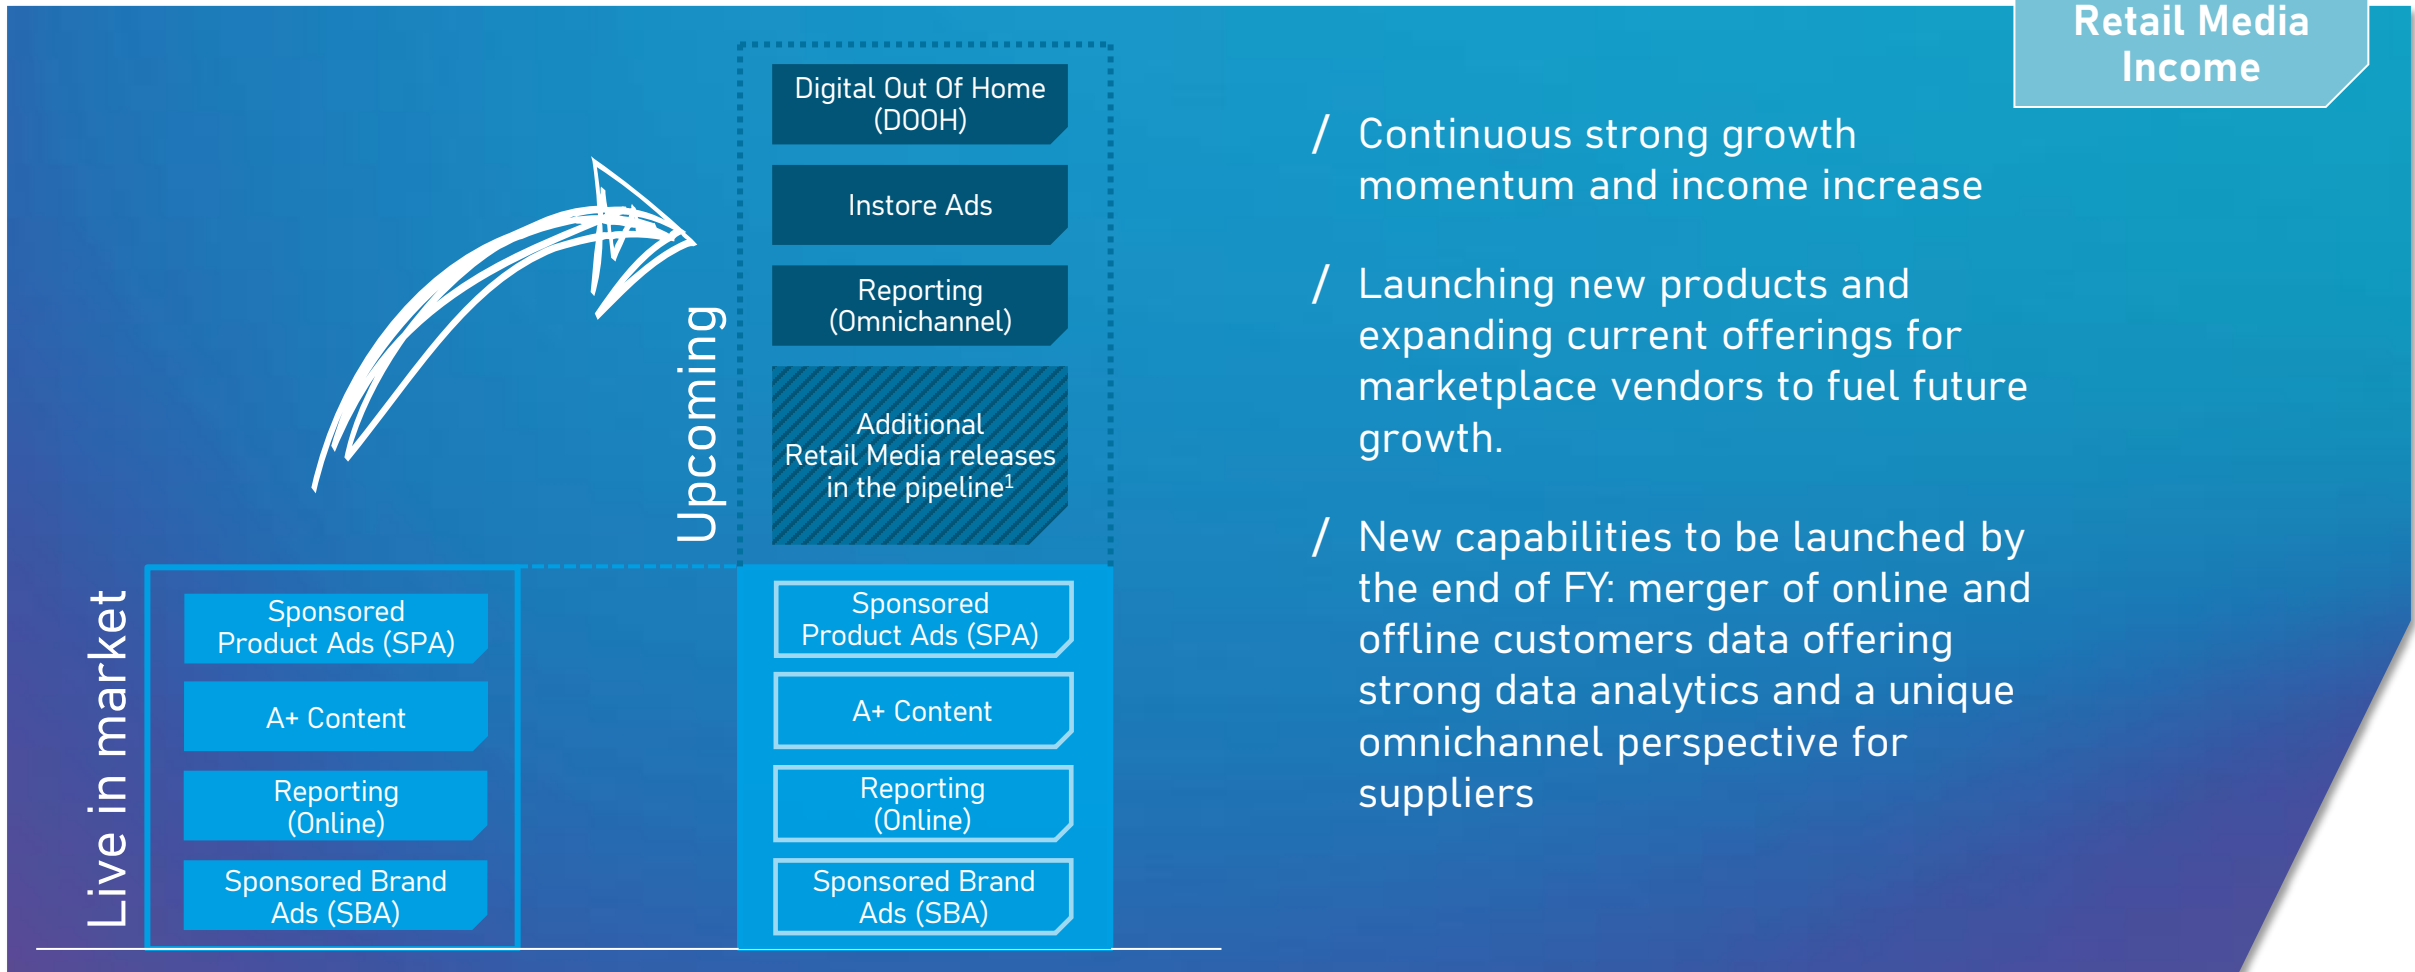 Retail Media
Income
Digital Out Of Home
(DOOH)
Instore Ads
Reporting
(Omnichannel)
Additional
Retail Media releases
in the pipeline¹
Upcoming
Live in market
Sponsored
Product Ads (SPA)
A+ Content
Reporting
(Online)
Sponsored Brand
Ads (SBA)
Sponsored
Product Ads (SPA)
A+ Content
Reporting
(Online)
Sponsored Brand
Ads (SBA)
/ Continuous strong growth
momentum and income increase
/ Launching new products and
expanding current offerings for
marketplace vendors to fuel future
growth.
/ New capabilities to be launched by
the end of FY: merger of online and
offline customers data offering
strong data analytics and a unique
omnichannel perspective for
suppliers